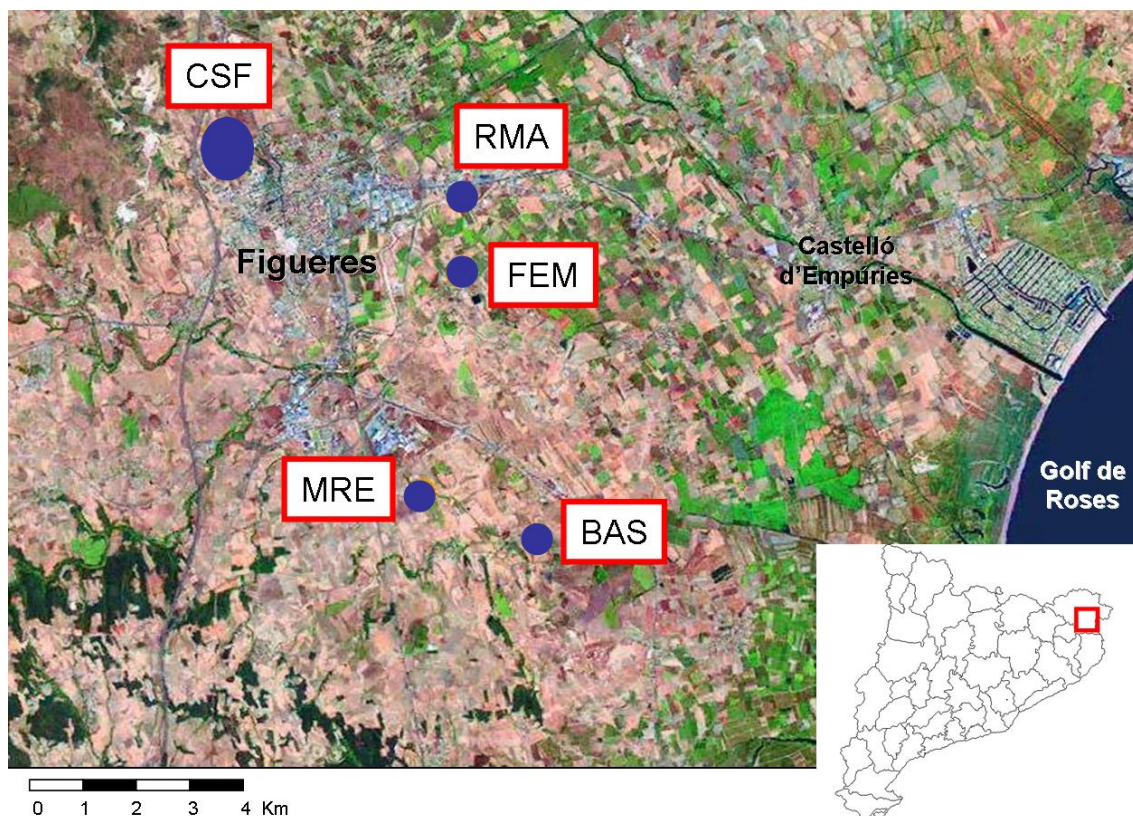 CSF
RMA
Figueres
FEM
Castelló
d'Empúries
MRE
BAS
Golf de
Roses
0 1 2 3 4 Km